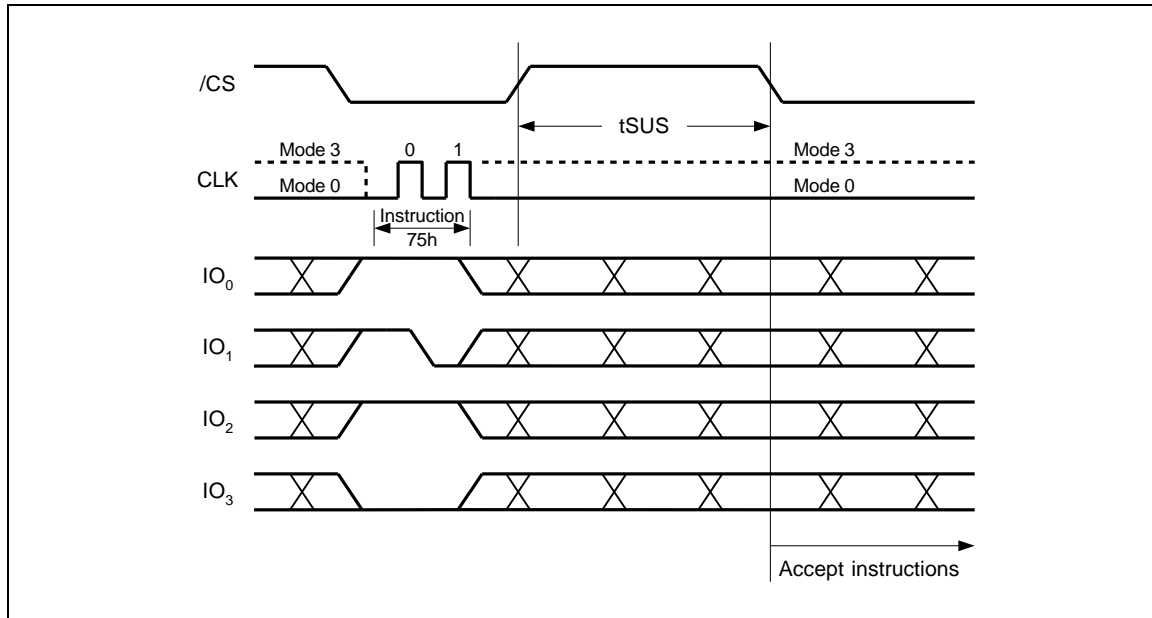 /CS
tSUS
Mode 3 0 1 Mode 3
CLK
Mode 0 Mode 0
Instruction
75h
IO0
IO1
IO2
IO3
Accept instructions